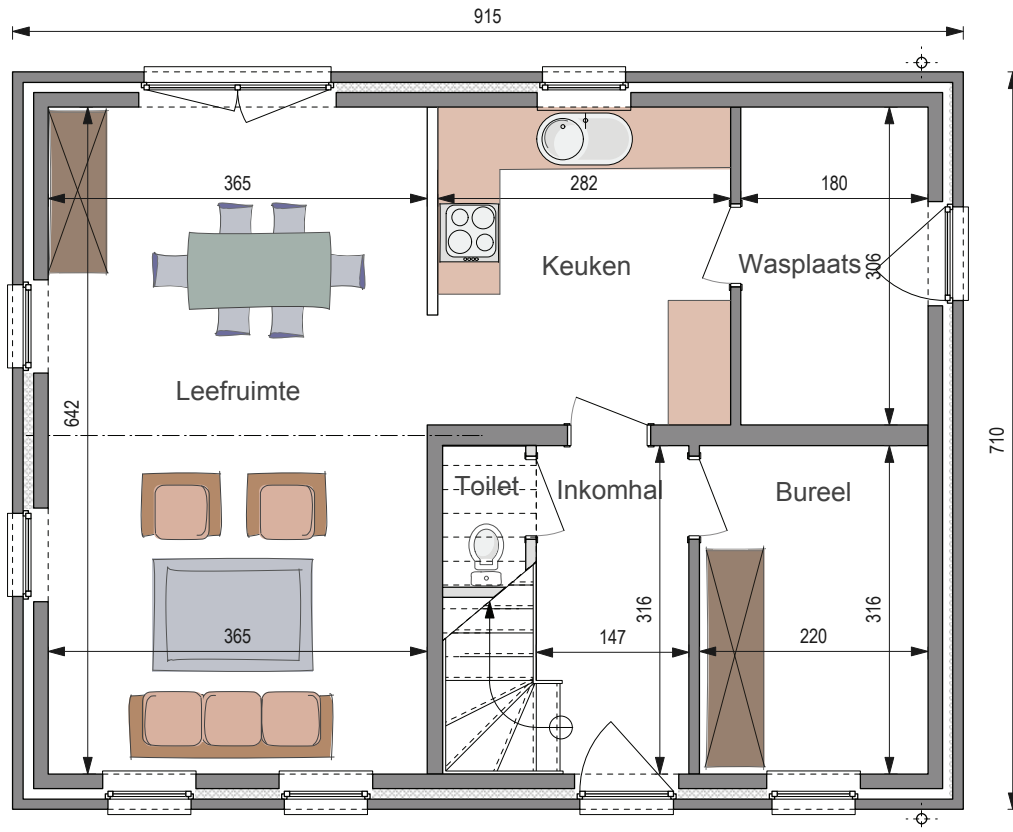 915
365
282
180
Keuken
Wasplaats
306
Leefruimte
642
710
Toilet
Inkomhal
Bureel
316
316
365
147
220